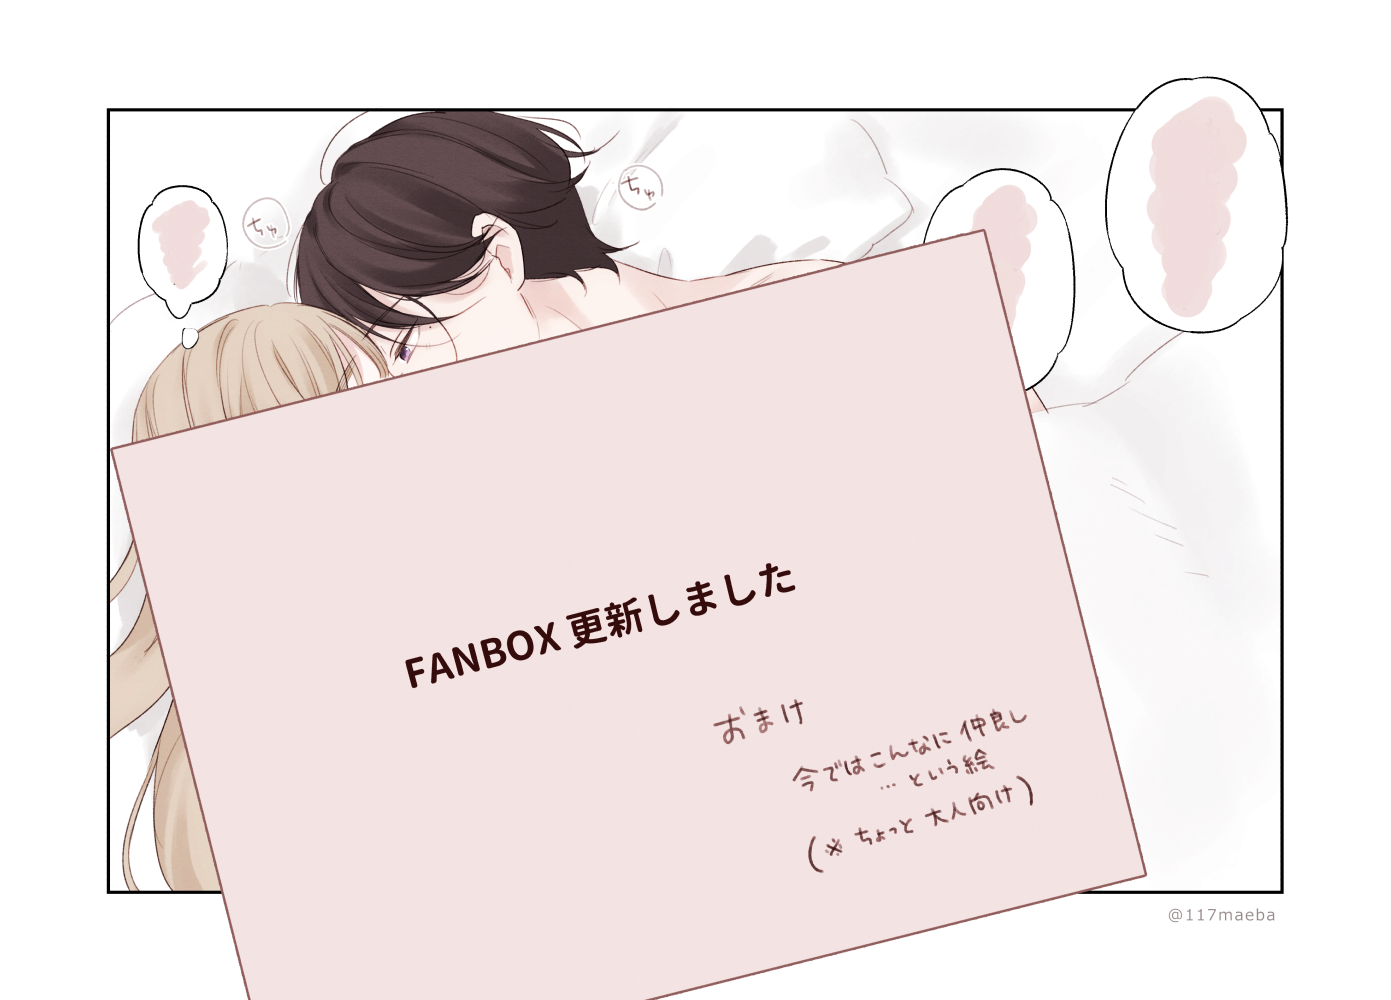 ちゅ
ちゅ
FANBOX 更新しました
おまけ
今ではこんなに仲良し
… という絵
(※ ちょっと 大人向け)
@117maeba